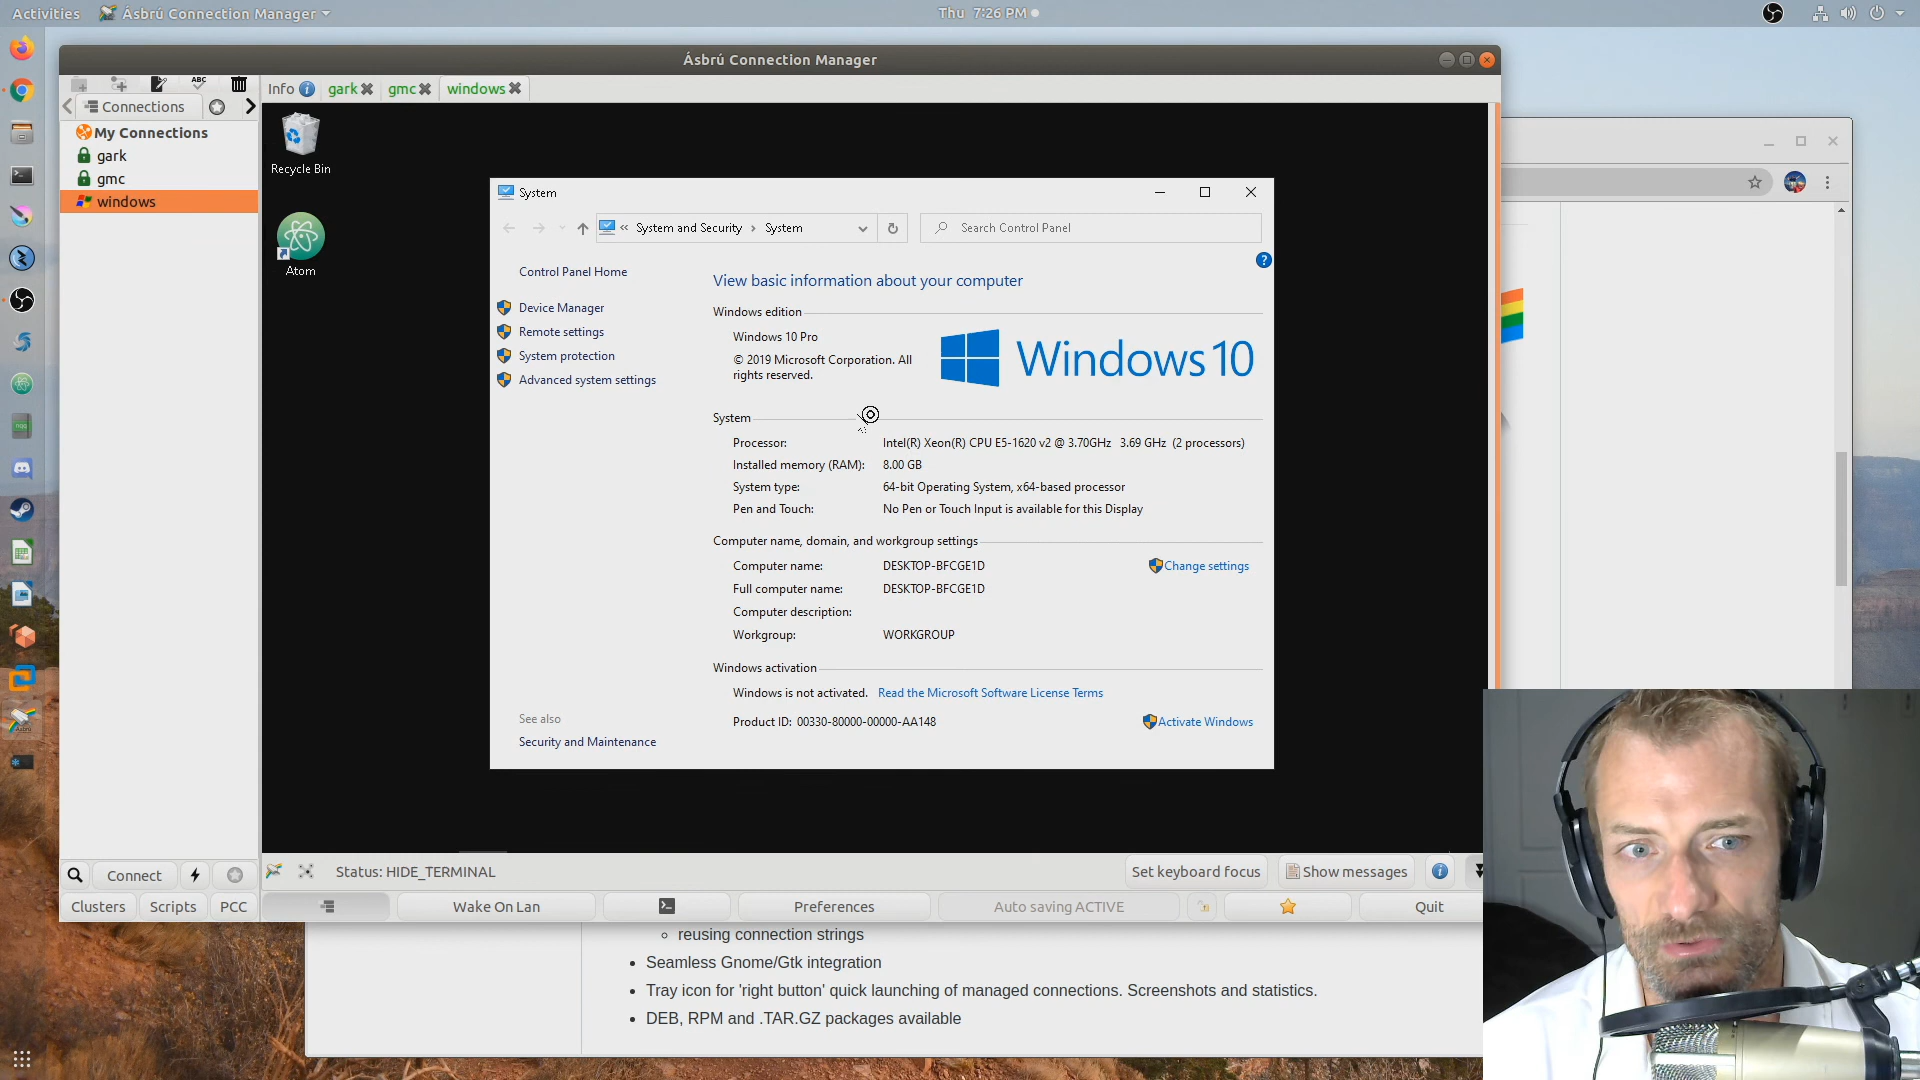 Activities Ásbrú Connection Manager Thu 7:26 PM
Ásbrú Connection Manager
ABC
Info gark gmc windows
Connections
My Connections
gark
gmc
windows
Recycle Bin
Atom
System
« System and Security › System
Search Control Panel
Control Panel Home
Device Manager
Remote settings
System protection
Advanced system settings
See also
Security and Maintenance
View basic information about your computer
Windows edition
Windows 10 Pro
© 2019 Microsoft Corporation. All
rights reserved.
Windows 10
System
Processor: Intel(R) Xeon(R) CPU E5-1620 v2 @ 3.70GHz 3.69 GHz (2 processors)
Installed memory (RAM): 8.00 GB
System type: 64-bit Operating System, x64-based processor
Pen and Touch: No Pen or Touch Input is available for this Display
Computer name, domain, and workgroup settings
Computer name: DESKTOP-BFCGE1D Change settings
Full computer name: DESKTOP-BFCGE1D
Computer description:
Workgroup: WORKGROUP
Windows activation
Windows is not activated. Read the Microsoft Software License Terms
Product ID: 00330-80000-00000-AA148 Activate Windows
Connect
Status: HIDE_TERMINAL Set keyboard focus Show messages
Clusters Scripts PCC Wake On Lan Preferences Auto saving ACTIVE Quit
reusing connection strings
Seamless Gnome/Gtk integration
Tray icon for 'right button' quick launching of managed connections. Screenshots and statistics.
DEB, RPM and .TAR.GZ packages available